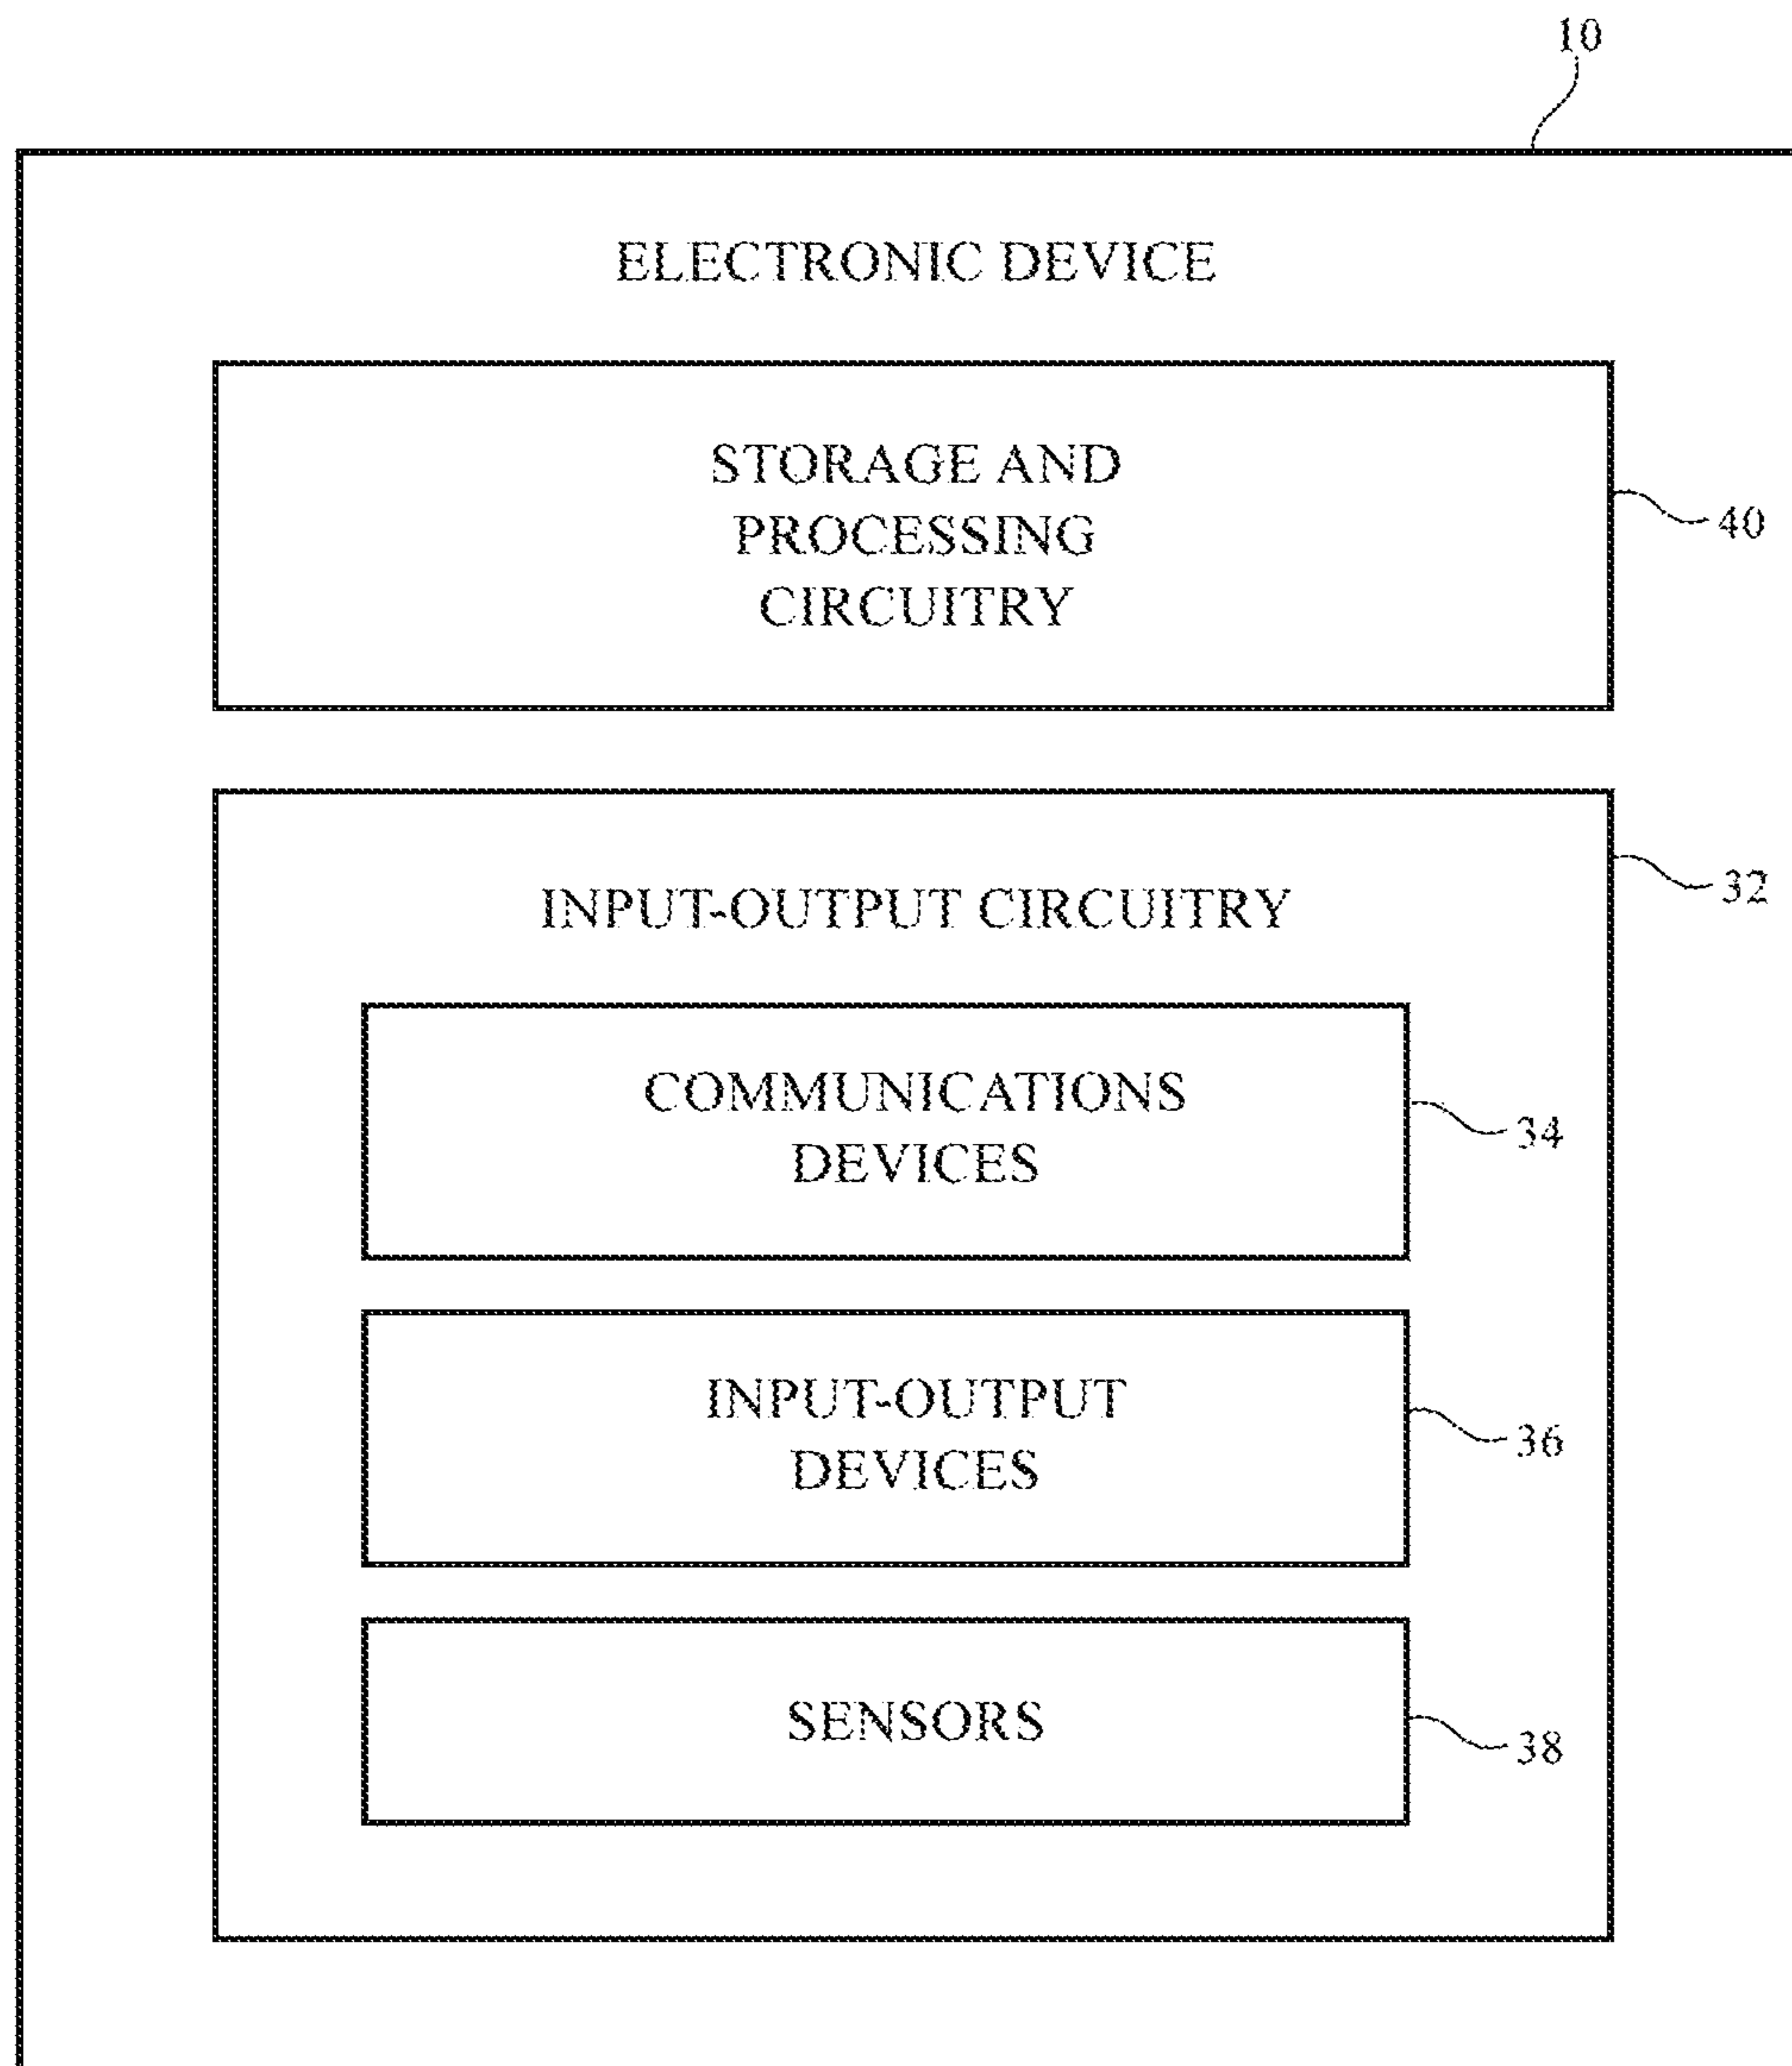 10
ELECTRONIC DEVICE
STORAGE AND
PROCESSING
CIRCUITRY
40
INPUT-OUTPUT CIRCUITRY
32
COMMUNICATIONS
DEVICES
34
INPUT-OUTPUT
DEVICES
36
SENSORS
38